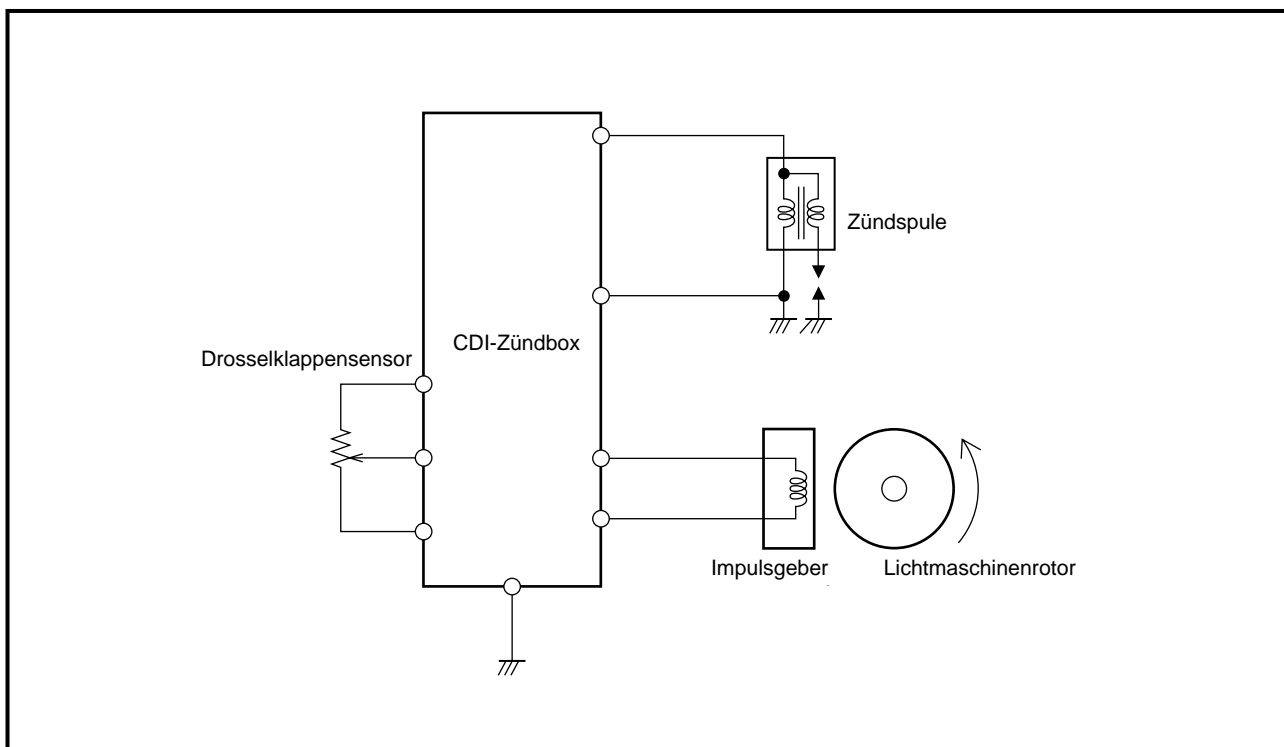 Zündspule
CDI-Zündbox
Drosselklappensensor
Impulsgeber
Lichtmaschinenrotor